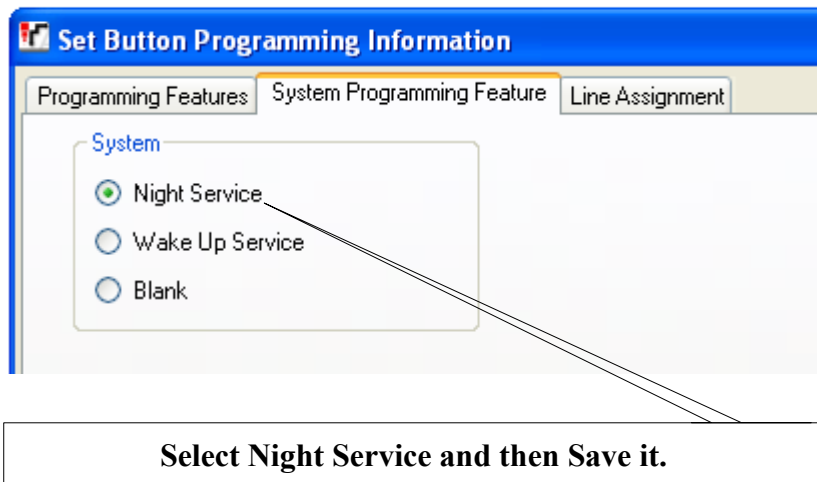 Set Button Programming Information
Programming Features System Programming Feature Line Assignment
System
Night Service
Wake Up Service
Blank
Select Night Service and then Save it.